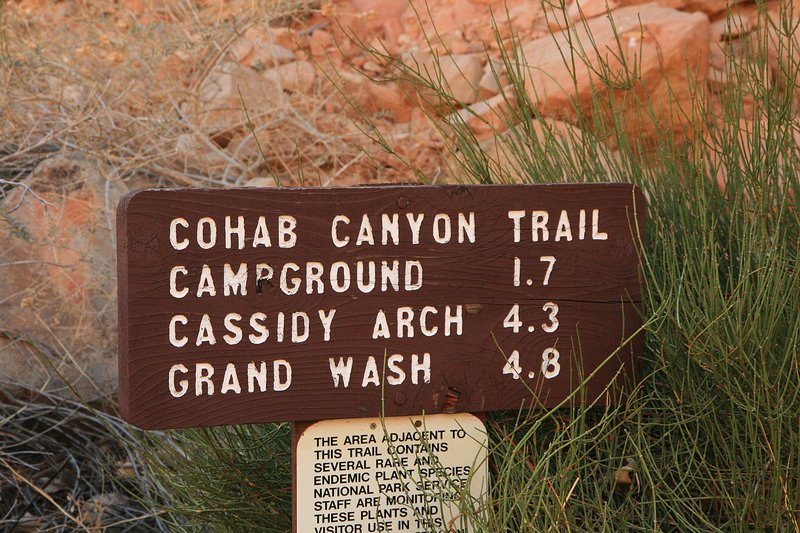 COHAB CANYON TRAIL
CAMPGROUND 1.7
CASSIDY ARCH 4.3
GRAND WASH 4.8
THE AREA ADJACENT TO
THIS TRAIL CONTAINS
SEVERAL RARE AND
ENDEMIC PLANT SPECIES
NATIONAL PARK SERVICE
STAFF ARE MONITORING
THESE PLANTS AND
VISITOR USE IN THIS